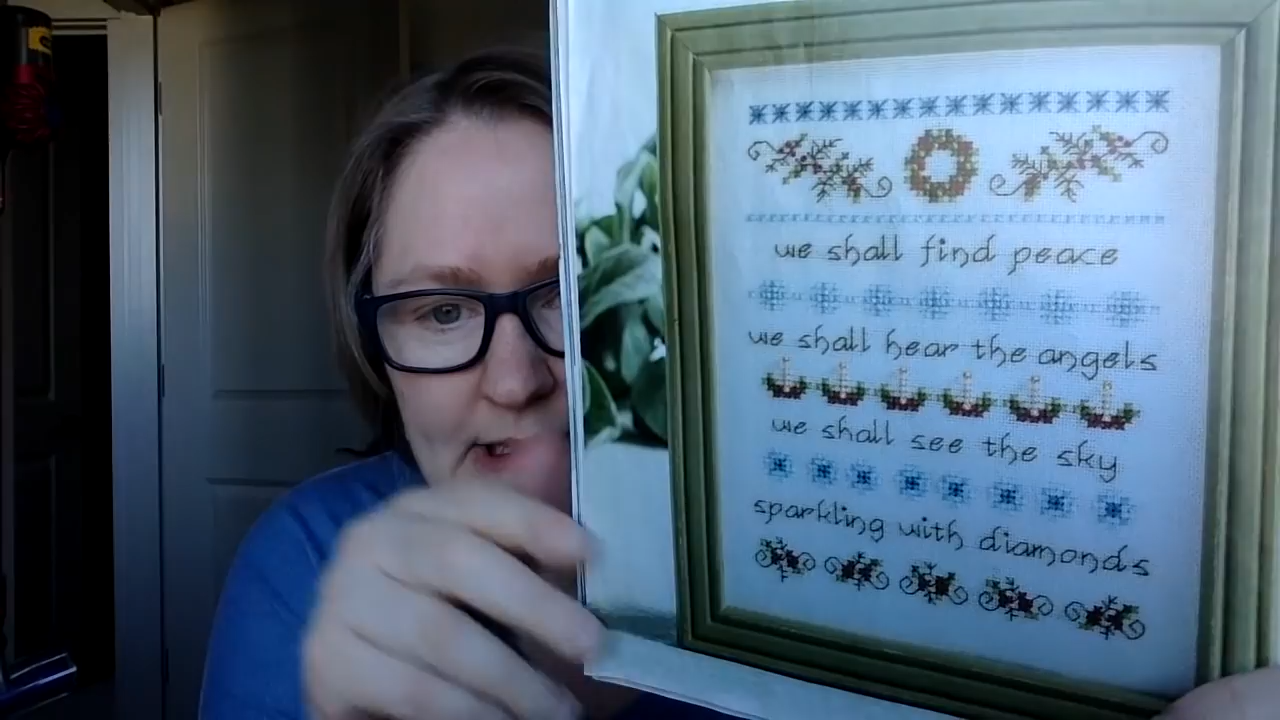 we shall find peace
we shall hear the angels
we shall see the sky
sparkling with diamonds